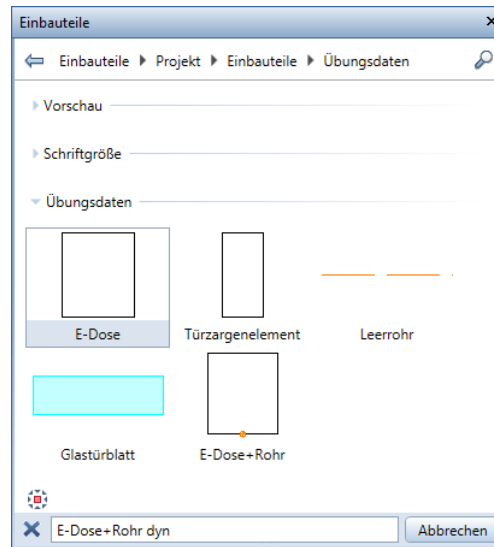 Einbauteile
Einbauteile Projekt Einbauteile Übungsdaten
Vorschau
Schriftgröße
Übungsdaten
E-Dose Türzargenelement Leerrohr
Glastürblatt E-Dose+Rohr
E-Dose+Rohr dyn Abbrechen